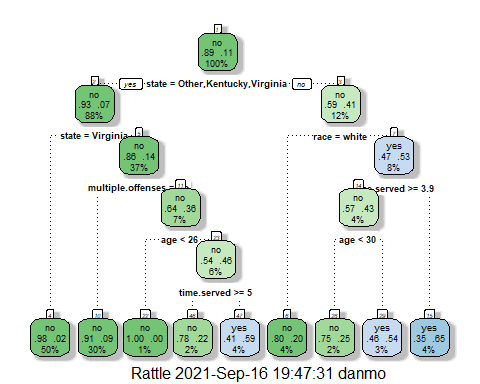 no
.89 .11
100%
yes state = Other,Kentucky,Virginia no
no
.93 .07
88%
no
.59 .41
12%
state = Virginia
race = white
no
.86 .14
37%
yes
.47 .53
8%
multiple.offenses =
served >= 3.9
no
.64 .36
7%
no
.57 .43
4%
age < 26
age < 30
no
.54 .46
6%
time.served >= 5
no
.98 .02
50%
no
.91 .09
30%
no
1.00 .00
1%
no
.78 .22
2%
yes
.41 .59
4%
no
.80 .20
4%
no
.75 .25
2%
yes
.46 .54
3%
yes
.35 .65
3%
Rattle 2021-Sep-16 19:47:31 danmo